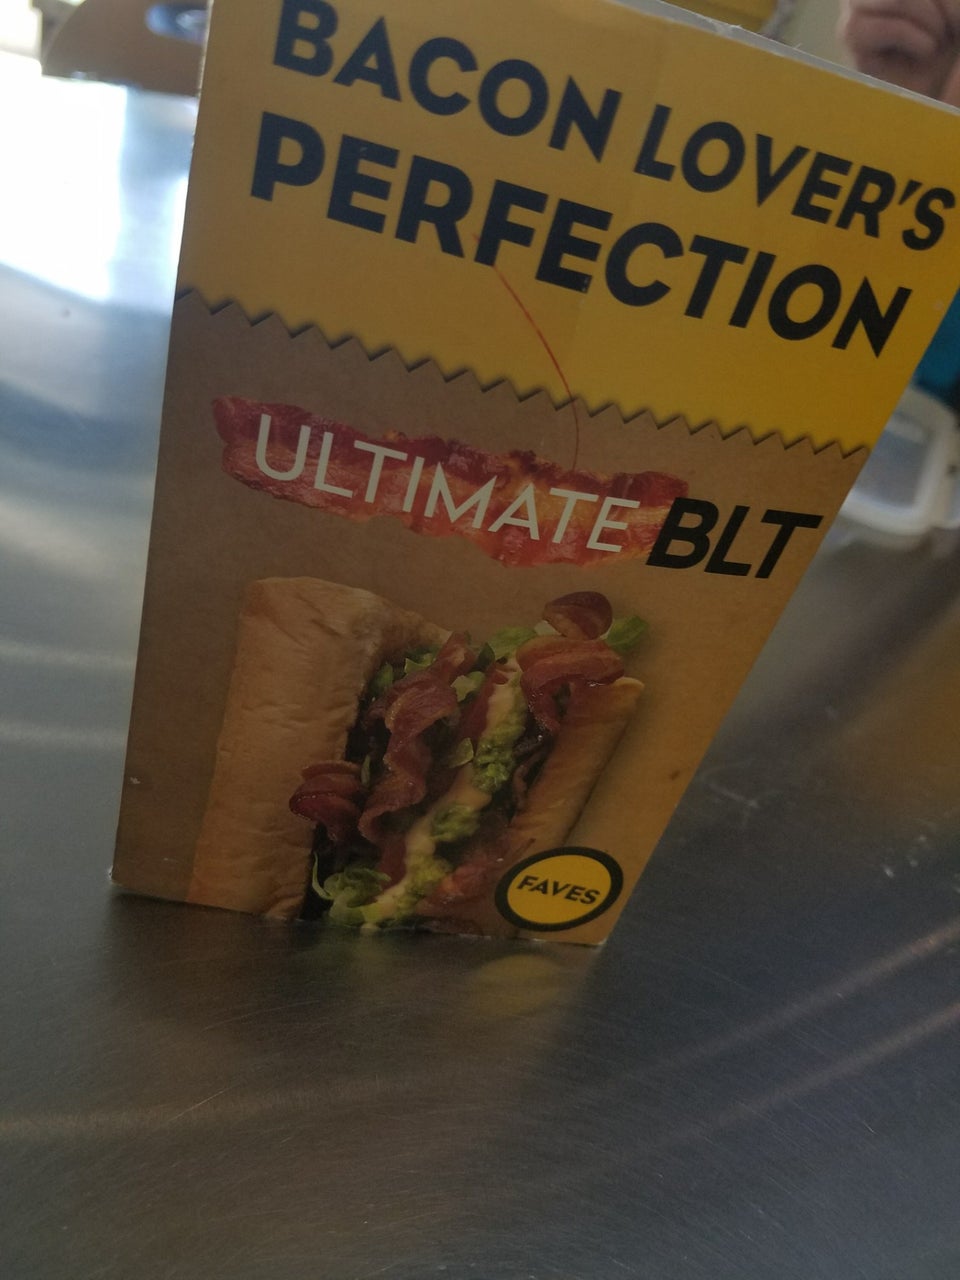 BACON LOVER'S
PERFECTION
ULTIMATE BLT
FAVES